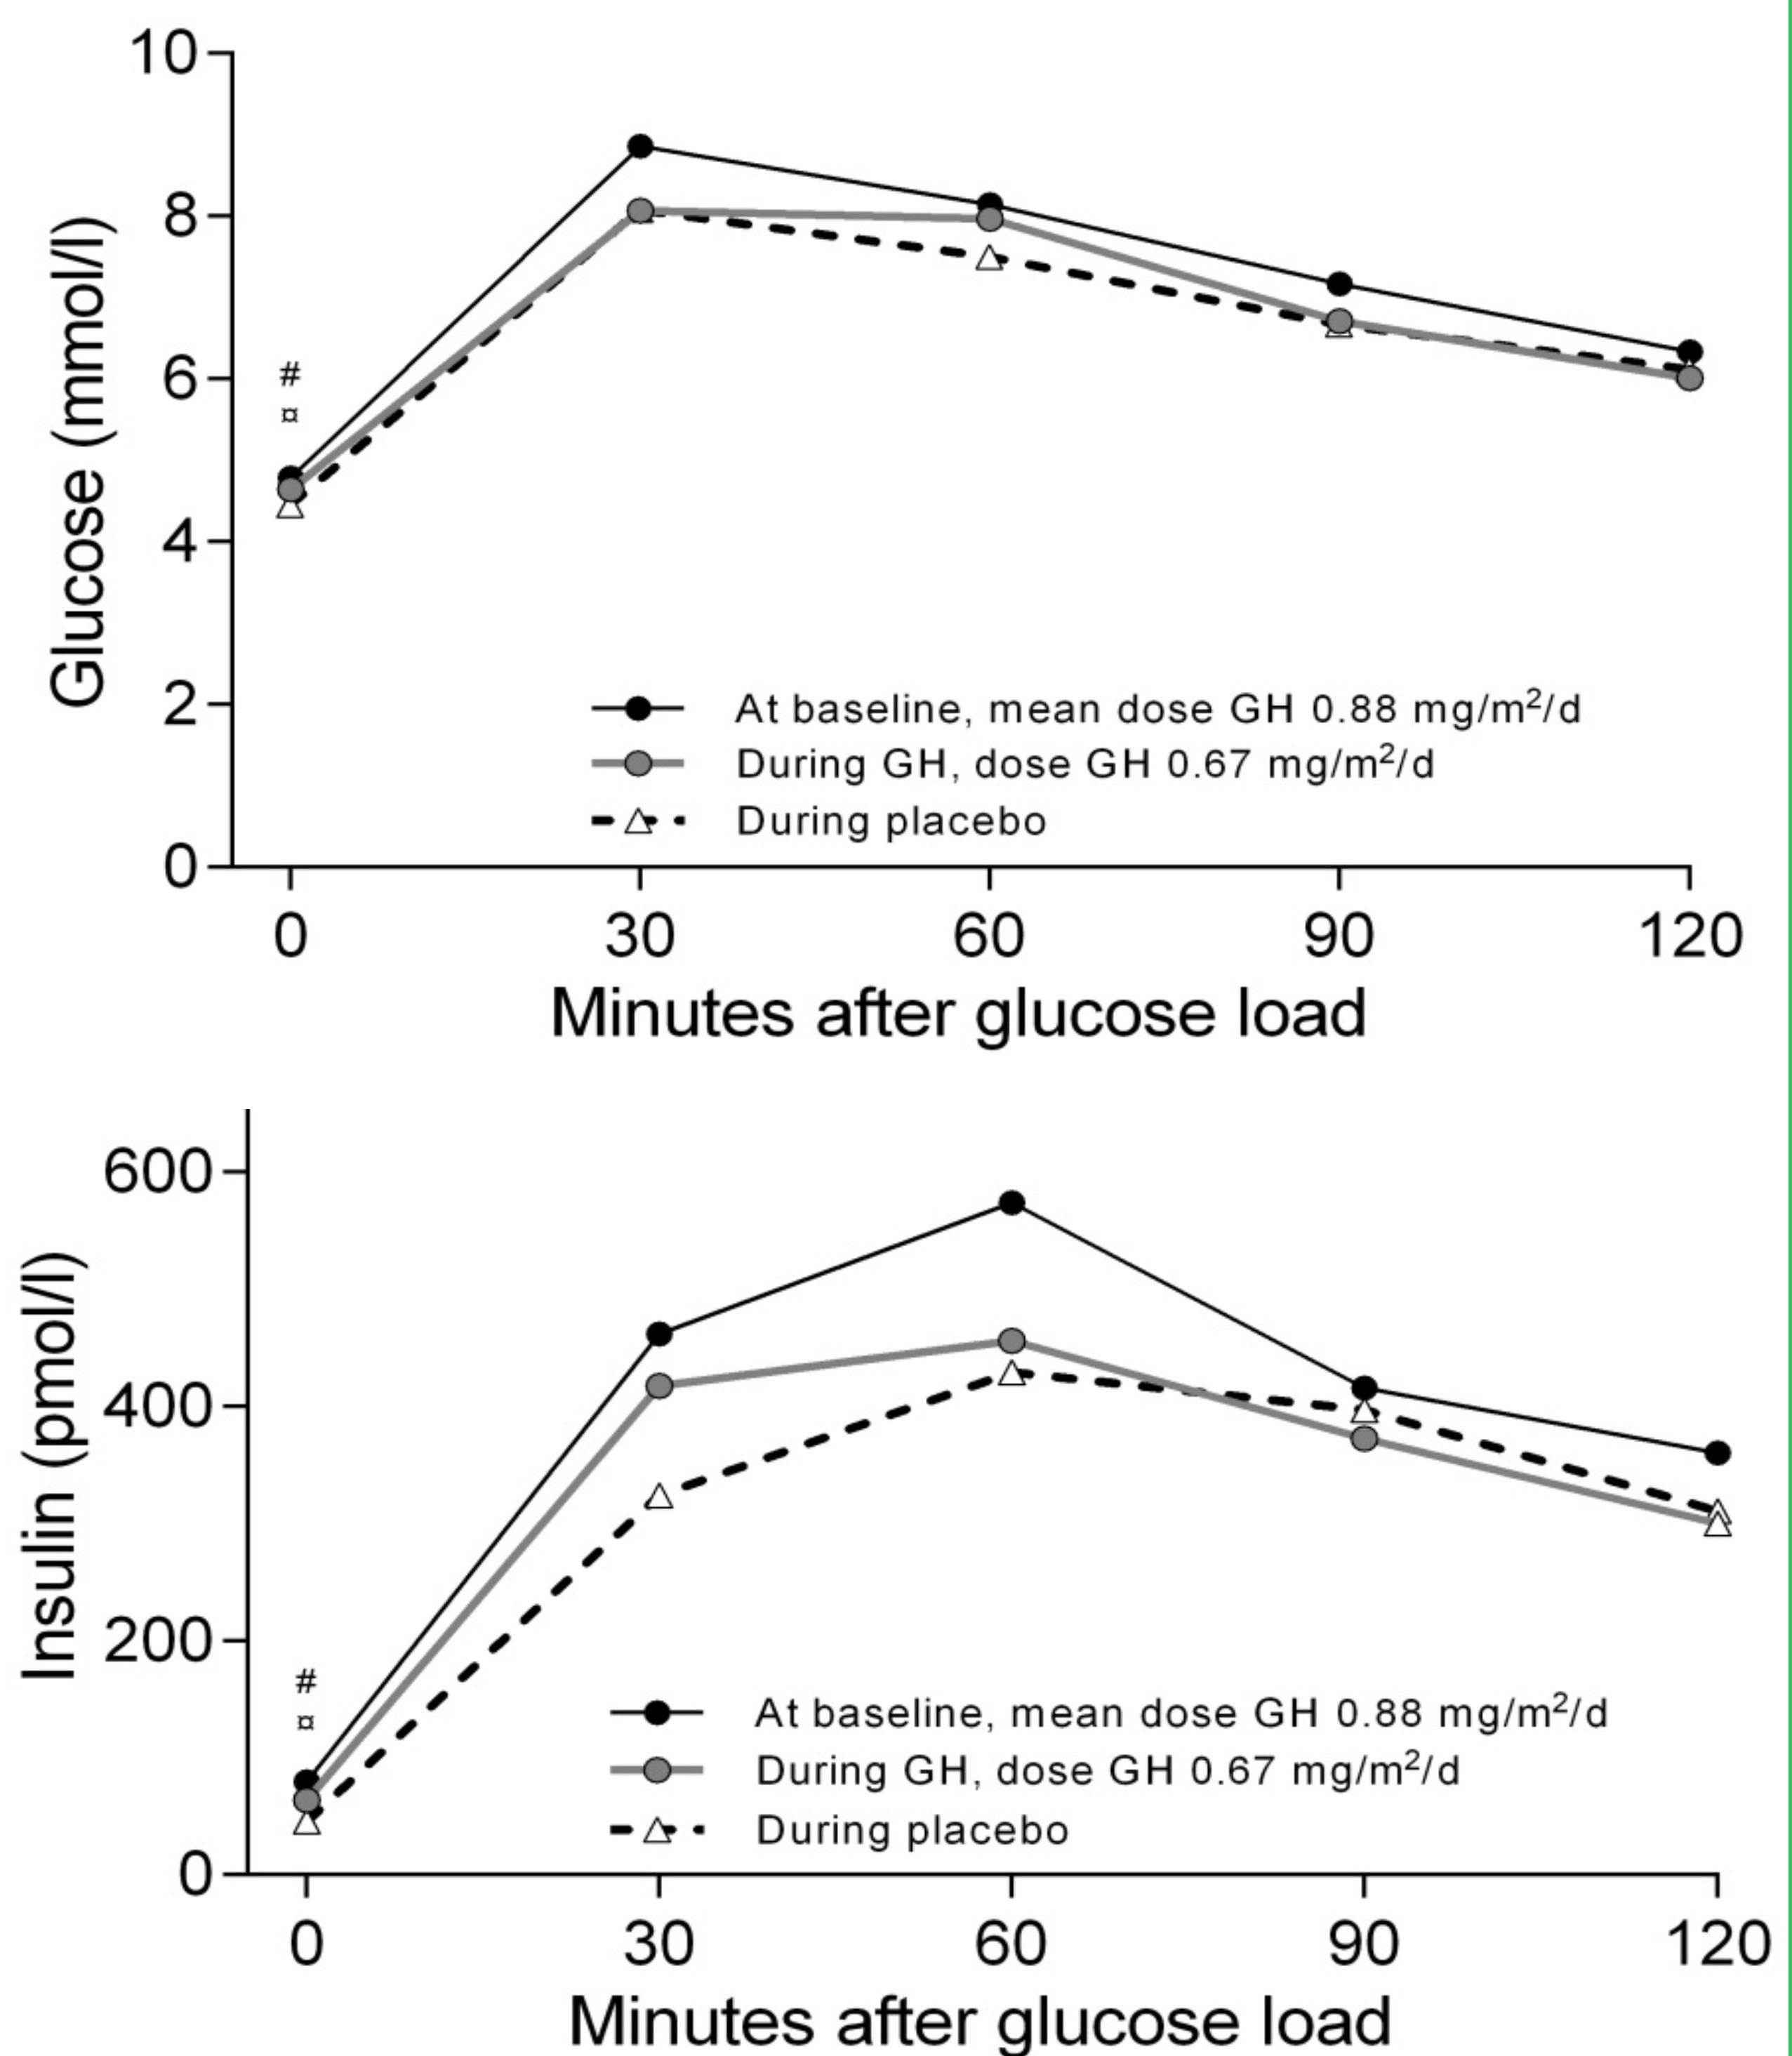 10
8
6
4
2
0
Glucose (mmol/l)
#
¤
At baseline, mean dose GH 0.88 mg/m²/d
During GH, dose GH 0.67 mg/m²/d
During placebo
0 30 60 90 120
Minutes after glucose load
600
400
200
0
Insulin (pmol/l)
#
¤
At baseline, mean dose GH 0.88 mg/m²/d
During GH, dose GH 0.67 mg/m²/d
During placebo
0 30 60 90 120
Minutes after glucose load